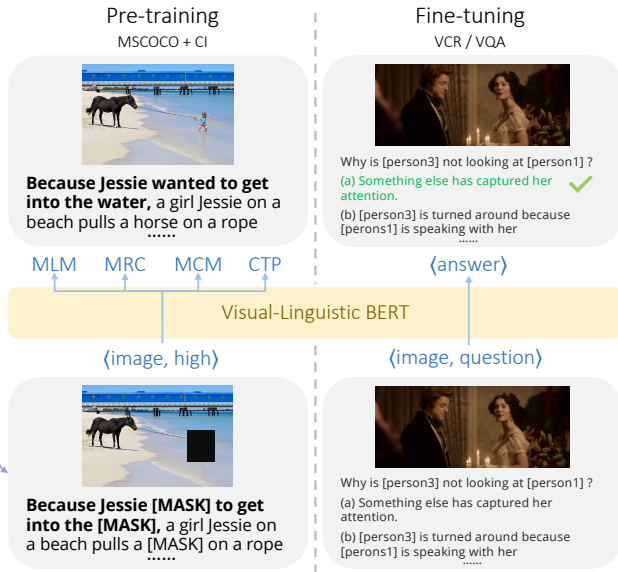 Pre-training
MSCOCO + CI
Because Jessie wanted to get
into the water, a girl Jessie on a
beach pulls a horse on a rope
......
MLM MRC MCM CTP
Fine-tuning
VCR / VQA
Why is [person3] not looking at [person1] ?
(a) Something else has captured her
attention.
(b) [person3] is turned around because
[perons1] is speaking with her
......
⟨answer⟩
Visual-Linguistic BERT
⟨image, high⟩
Because Jessie [MASK] to get
into the [MASK], a girl Jessie on
a beach pulls a [MASK] on a rope
......
⟨image, question⟩
Why is [person3] not looking at [person1] ?
(a) Something else has captured her
attention.
(b) [person3] is turned around because
[perons1] is speaking with her
......